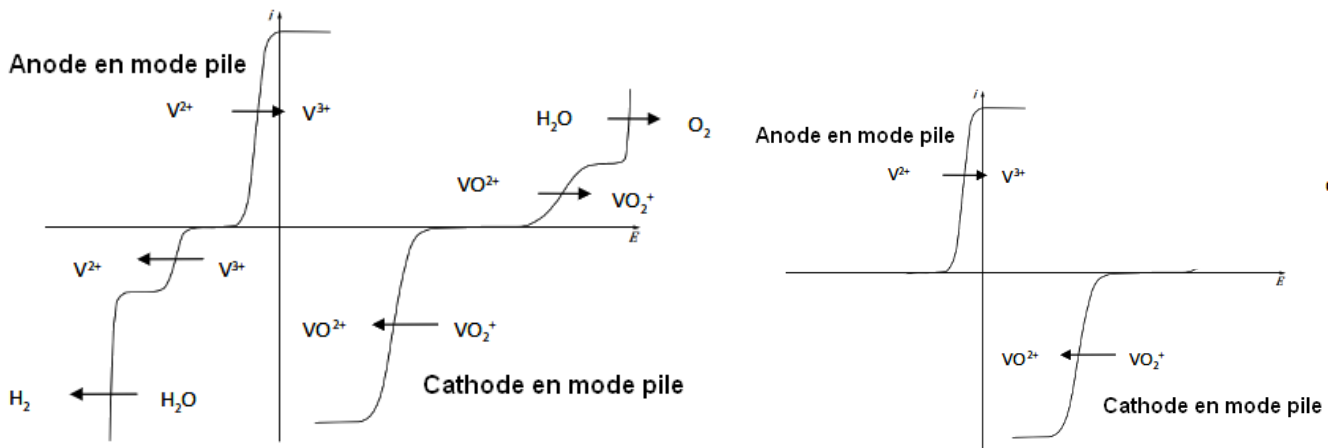 i
Anode en mode pile
V²⁺ V³⁺
H₂O O₂
VO²⁺ VO₂⁺
E
V²⁺ V³⁺
VO²⁺ VO₂⁺
Cathode en mode pile
H₂ H₂O
i
Anode en mode pile
V²⁺ V³⁺
E
VO²⁺ VO₂⁺
Cathode en mode pile